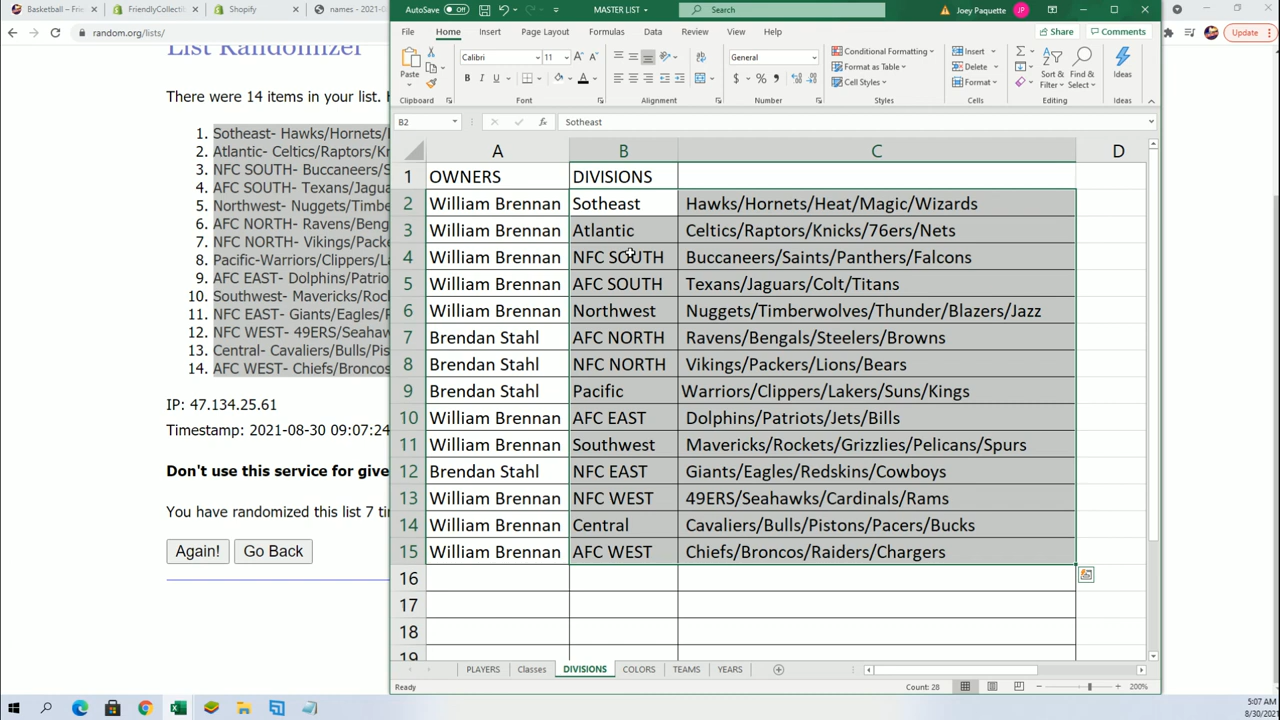 Basketball – Friendly
FriendlyCollectib
Shopify
names - 2021-0
random.org/lists/
Update
List Randomizer
There were 14 items in your list. H
1. Sotheast- Hawks/Hornets/
2. Atlantic- Celtics/Raptors/Kn
3. NFC SOUTH- Buccaneers/S
4. AFC SOUTH- Texans/Jagua
5. Northwest- Nuggets/Timbe
6. AFC NORTH- Ravens/Beng
7. NFC NORTH- Vikings/Packe
8. Pacific-Warriors/Clippers/L
9. AFC EAST- Dolphins/Patrio
10. Southwest- Mavericks/Roc
11. NFC EAST- Giants/Eagles/
12. NFC WEST- 49ERS/Seahaw
13. Central- Cavaliers/Bulls/Pis
14. AFC WEST- Chiefs/Broncos
IP: 47.134.25.61
Timestamp: 2021-08-30 09:07:24
Don't use this service for give
You have randomized this list 7 ti
Again! Go Back
AutoSave Off MASTER LIST Search Joey Paquette JP
File Home Insert Page Layout Formulas Data Review View Help Share Comments
Paste Calibri 11 General Conditional Formatting Insert Sort & Filter Find & Select Ideas
Format as Table Delete
Cell Styles Format
Clipboard Font Alignment Number Styles Cells Editing Ideas
B2 fx Sotheast
A B C D
1 OWNERS DIVISIONS
2 William Brennan Sotheast Hawks/Hornets/Heat/Magic/Wizards
3 William Brennan Atlantic Celtics/Raptors/Knicks/76ers/Nets
4 William Brennan NFC SOUTH Buccaneers/Saints/Panthers/Falcons
5 William Brennan AFC SOUTH Texans/Jaguars/Colt/Titans
6 William Brennan Northwest Nuggets/Timberwolves/Thunder/Blazers/Jazz
7 Brendan Stahl AFC NORTH Ravens/Bengals/Steelers/Browns
8 Brendan Stahl NFC NORTH Vikings/Packers/Lions/Bears
9 Brendan Stahl Pacific Warriors/Clippers/Lakers/Suns/Kings
10 William Brennan AFC EAST Dolphins/Patriots/Jets/Bills
11 William Brennan Southwest Mavericks/Rockets/Grizzlies/Pelicans/Spurs
12 Brendan Stahl NFC EAST Giants/Eagles/Redskins/Cowboys
13 William Brennan NFC WEST 49ERS/Seahawks/Cardinals/Rams
14 William Brennan Central Cavaliers/Bulls/Pistons/Pacers/Bucks
15 William Brennan AFC WEST Chiefs/Broncos/Raiders/Chargers
16
17
18
19
PLAYERS Classes DIVISIONS COLORS TEAMS YEARS
Ready Count: 28 200%
5:07 AM
8/30/2021